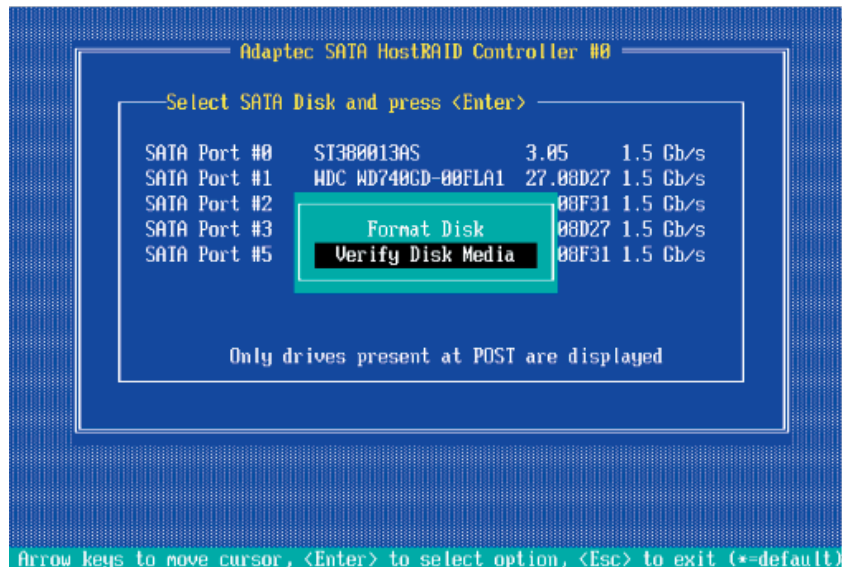 Adaptec SATA HostRAID Controller #0
Select SATA Disk and press <Enter>
SATA Port #0 ST380013AS 3.05 1.5 Gb/s
SATA Port #1 WDC WD740GD-00FLA1 27.08D27 1.5 Gb/s
SATA Port #2 08F31 1.5 Gb/s
Format Disk
SATA Port #3 08D27 1.5 Gb/s
Verify Disk Media
SATA Port #5 08F31 1.5 Gb/s
Only drives present at POST are displayed
Arrow keys to move cursor, <Enter> to select option, <Esc> to exit (*=default)